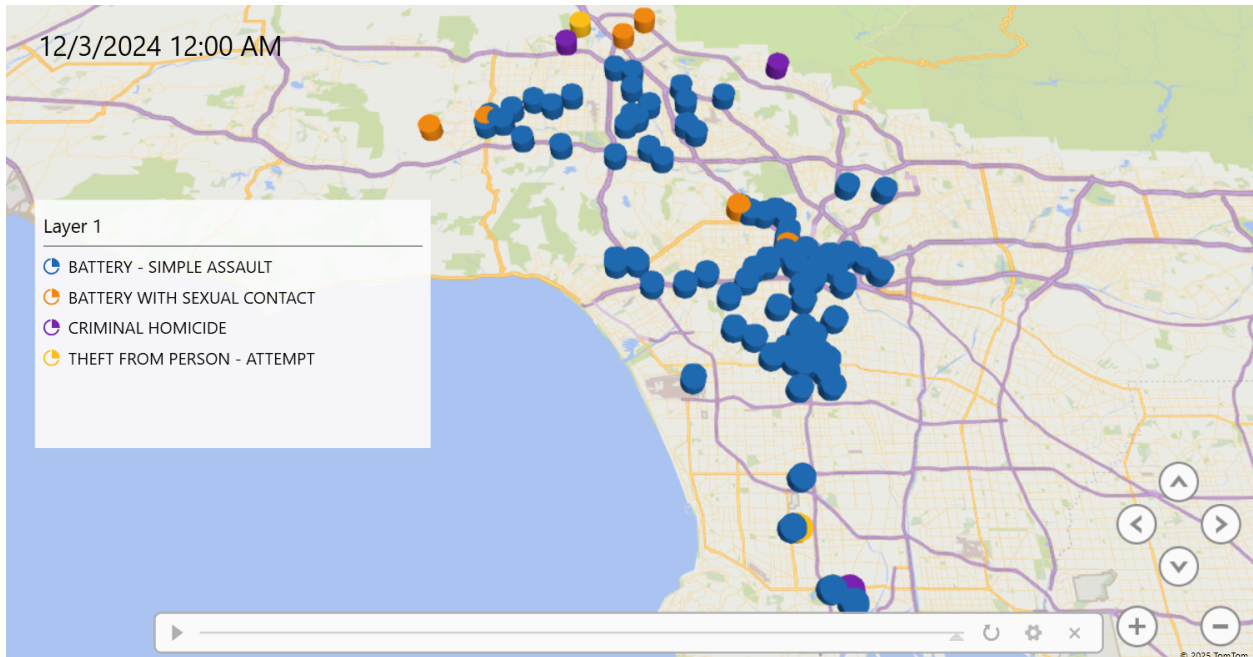 12/3/2024 12:00 AM
Layer 1
BATTERY - SIMPLE ASSAULT
BATTERY WITH SEXUAL CONTACT
CRIMINAL HOMICIDE
THEFT FROM PERSON - ATTEMPT
© 2025 TomTom